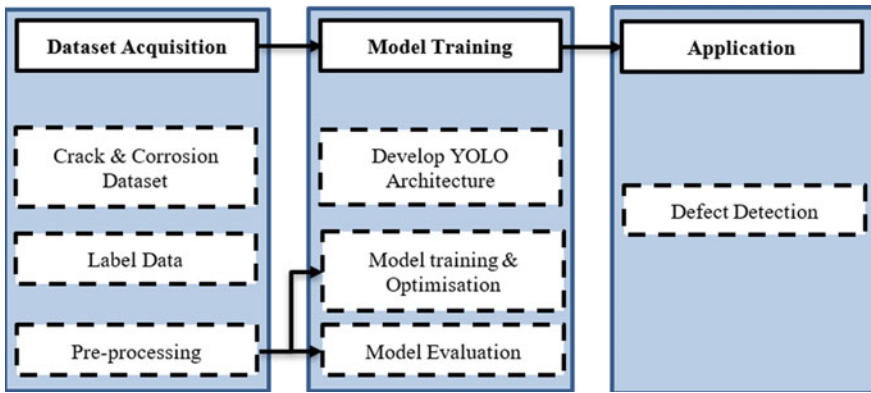 Dataset Acquisition
Crack & Corrosion
Dataset
Label Data
Pre-processing
Model Training
Develop YOLO
Architecture
Model training &
Optimisation
Model Evaluation
Application
Defect Detection